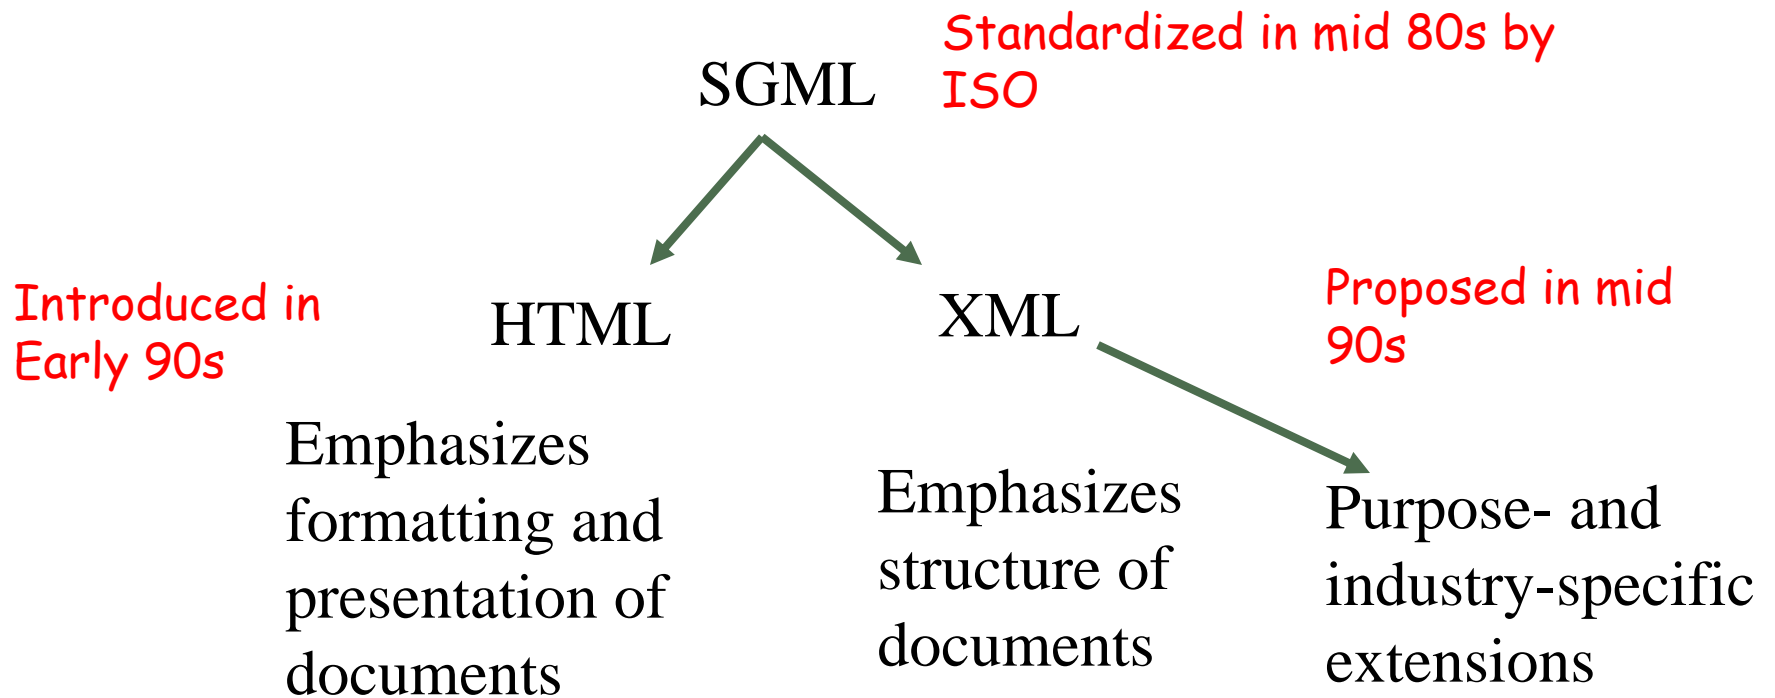 Standardized in mid 80s by
ISO
SGML
Introduced in
Early 90s
HTML
XML
Proposed in mid
90s
Emphasizes
formatting and
presentation of
documents
Emphasizes
structure of
documents
Purpose- and
industry-specific
extensions